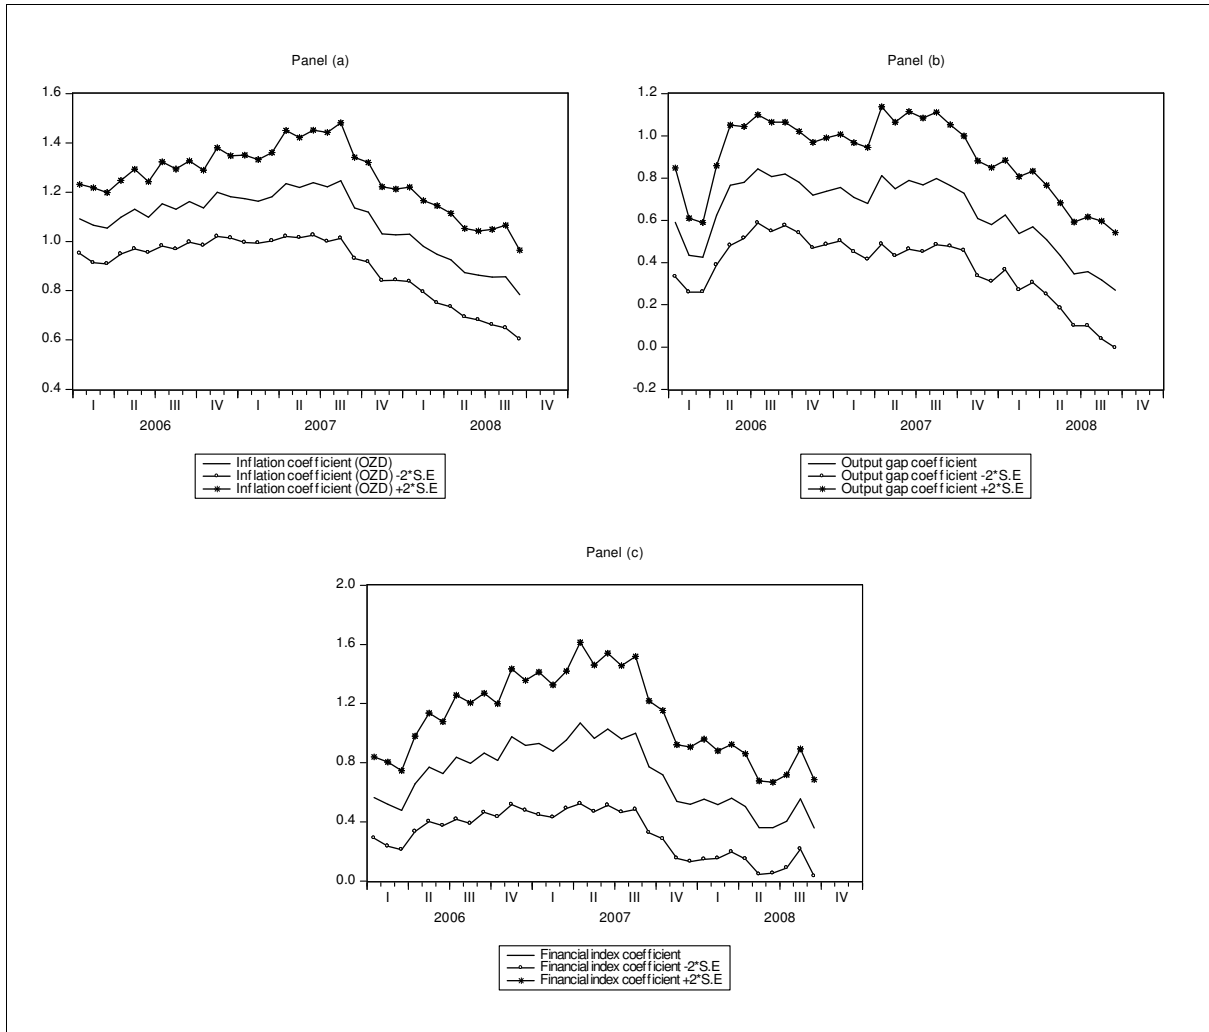 Panel (a)
1.6
1.4
1.2
1.0
0.8
0.6
0.4
I II III IV I II III IV I II III IV
2006 2007 2008
Inflation coefficient (OZD)
Inflation coefficient (OZD) -2*S.E
Inflation coefficient (OZD) +2*S.E
Panel (b)
1.2
1.0
0.8
0.6
0.4
0.2
0.0
-0.2
I II III IV I II III IV I II III IV
2006 2007 2008
Output gap coefficient
Output gap coefficient -2*S.E
Output gap coefficient +2*S.E
Panel (c)
2.0
1.6
1.2
0.8
0.4
0.0
I II III IV I II III IV I II III IV
2006 2007 2008
Financial index coefficient
Financial index coefficient -2*S.E
Financial index coefficient +2*S.E